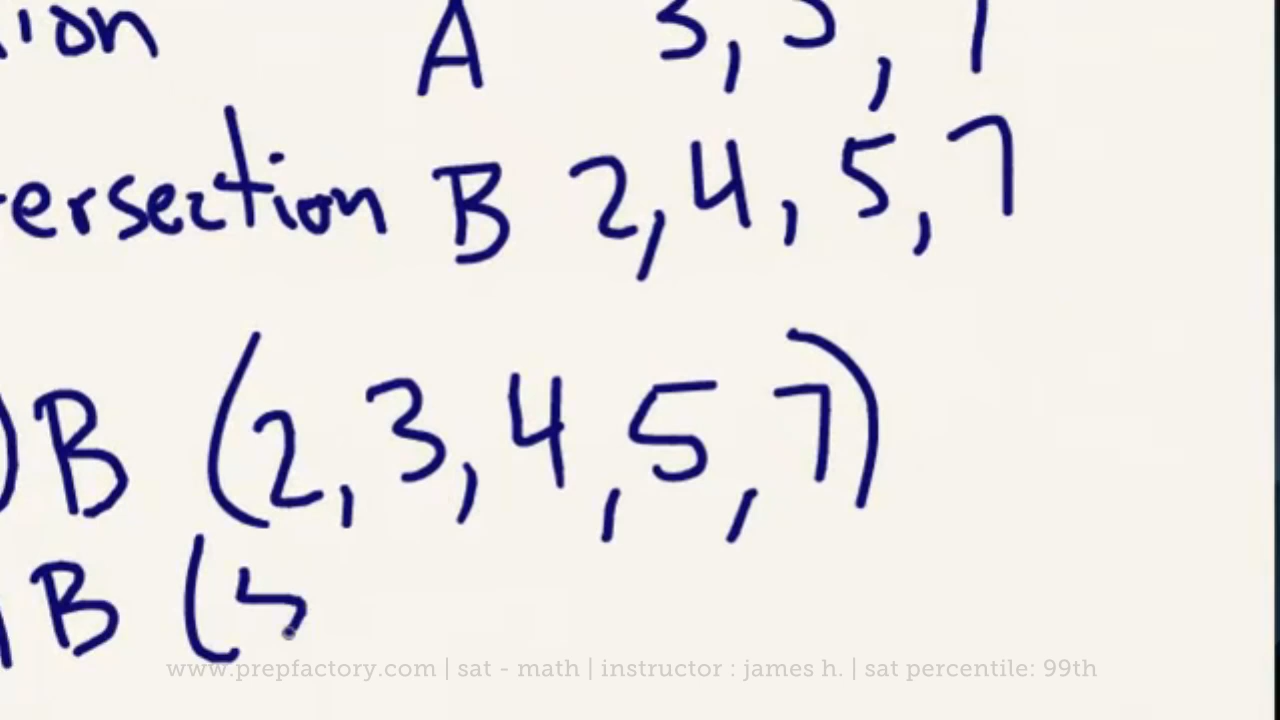 ion A 3, 5, 7
ersection B 2, 4, 5, 7
B (2, 3, 4, 5, 7)
B (5
www.prepfactory.com | sat - math | instructor : james h. | sat percentile: 99th